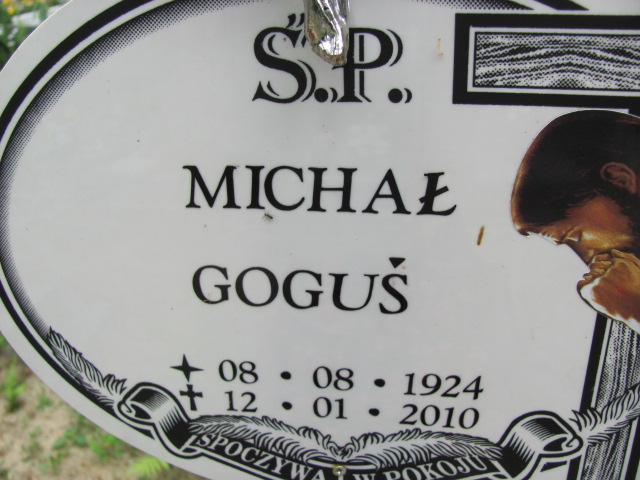 Ś.P.
MICHAŁ
GOGUŚ
✦ 08 • 08 • 1924
✝ 12 • 01 • 2010
SPOCZYWAJ W POKOJU